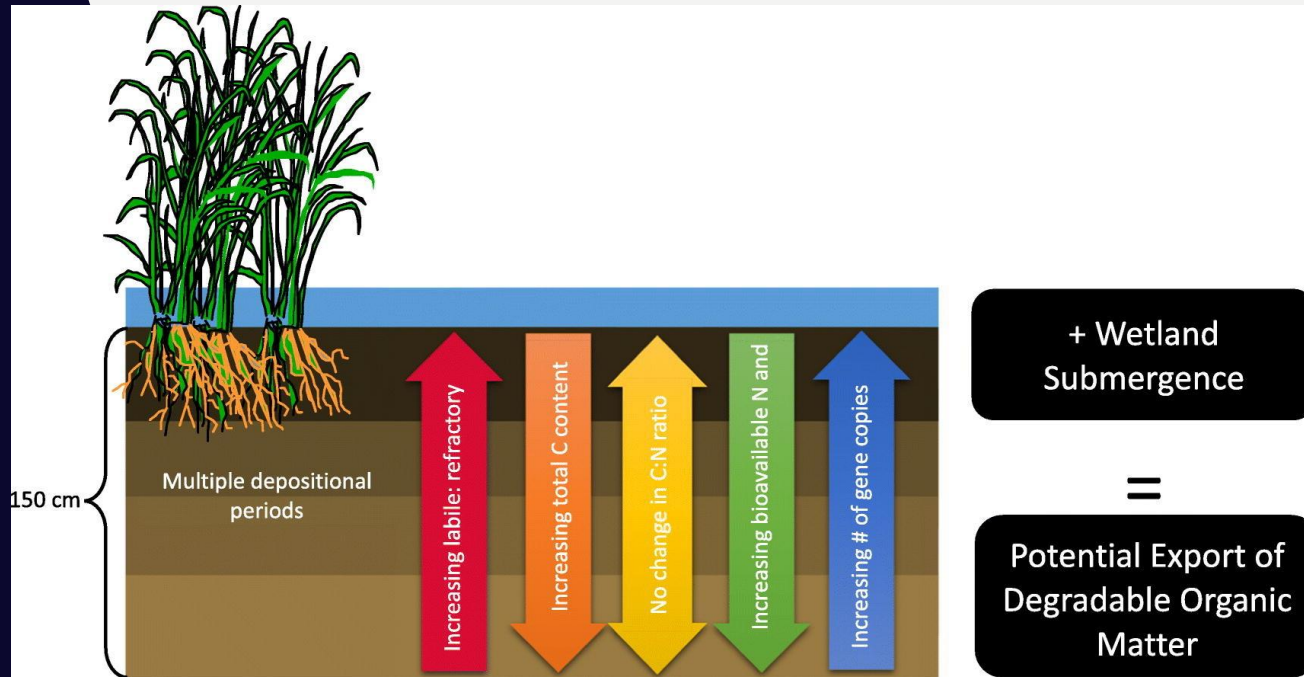 150 cm
Multiple depositional
periods
Increasing labile: refractory
Increasing total C content
No change in C:N ratio
Increasing bioavailable N and
Increasing # of gene copies
+ Wetland
Submergence
=
Potential Export of
Degradable Organic
Matter